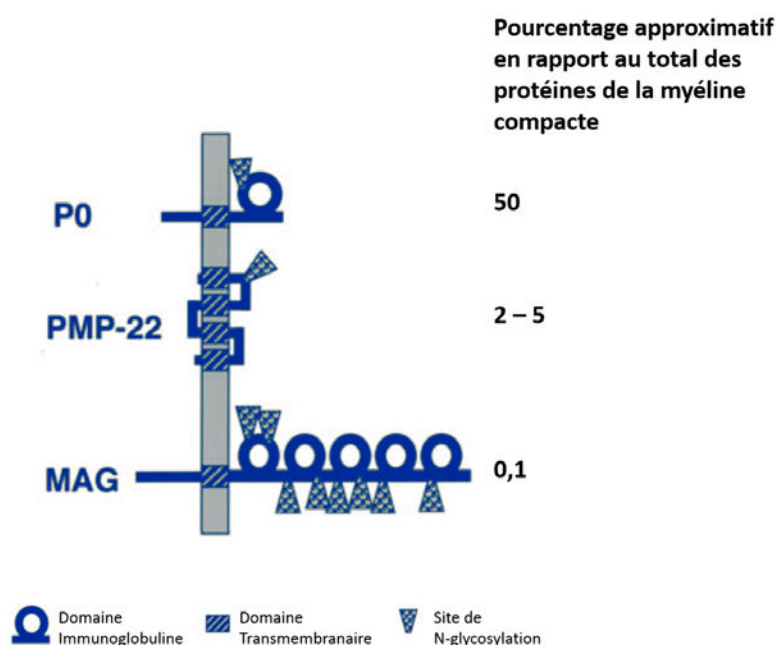 Pourcentage approximatif
en rapport au total des
protéines de la myéline
compacte
P0
50
PMP-22
2 – 5
MAG
0,1
Domaine
Immunoglobuline
Domaine
Transmembranaire
Site de
N-glycosylation